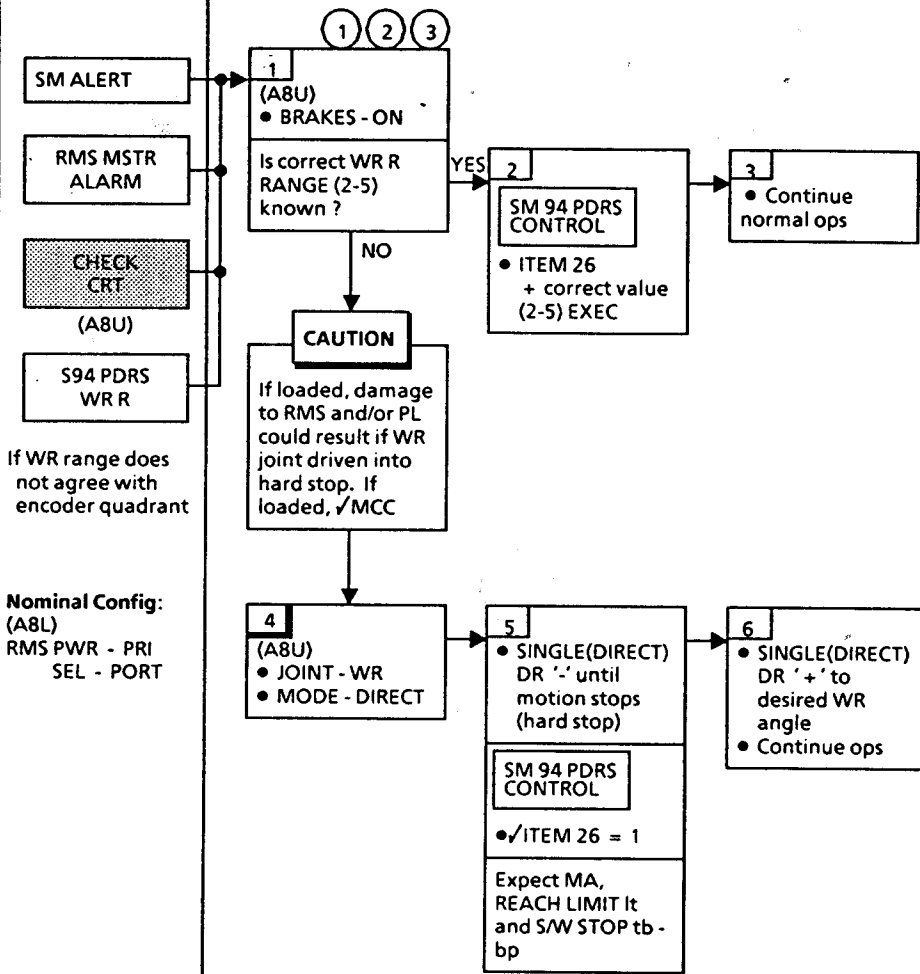 SM ALERT
RMS MSTR
ALARM
CHECK
CRT
(A8U)
S94 PDRS
WR R
If WR range does
not agree with
encoder quadrant
Nominal Config:
(A8L)
RMS PWR - PRI
SEL - PORT
1 2 3
1
(A8U)
• BRAKES - ON
Is correct WR R
RANGE (2-5)
known ?
YES
NO
2
SM 94 PDRS
CONTROL
• ITEM 26
+ correct value
(2-5) EXEC
3
• Continue
normal ops
CAUTION
If loaded, damage
to RMS and/or PL
could result if WR
joint driven into
hard stop. If
loaded, ✓MCC
4
(A8U)
• JOINT - WR
• MODE - DIRECT
5
• SINGLE(DIRECT)
DR '-' until
motion stops
(hard stop)
SM 94 PDRS
CONTROL
•✓ITEM 26 = 1
Expect MA,
REACH LIMIT lt
and S/W STOP tb -
bp
6
• SINGLE(DIRECT)
DR '+' to
desired WR
angle
• Continue ops